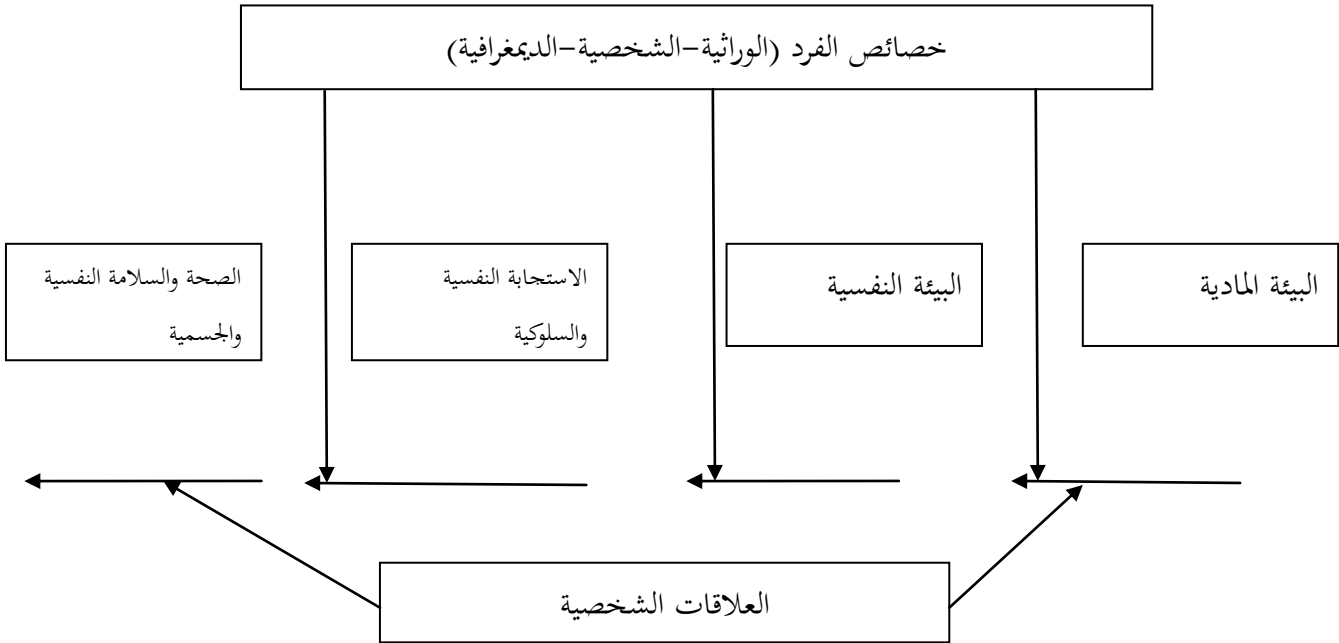 خصائص الفرد (الوراثية-الشخصية-الديمغرافية)
البيئة المادية
البيئة النفسية
الاستجابة النفسية
والسلوكية
الصحة والسلامة النفسية
والجسمية
العلاقات الشخصية